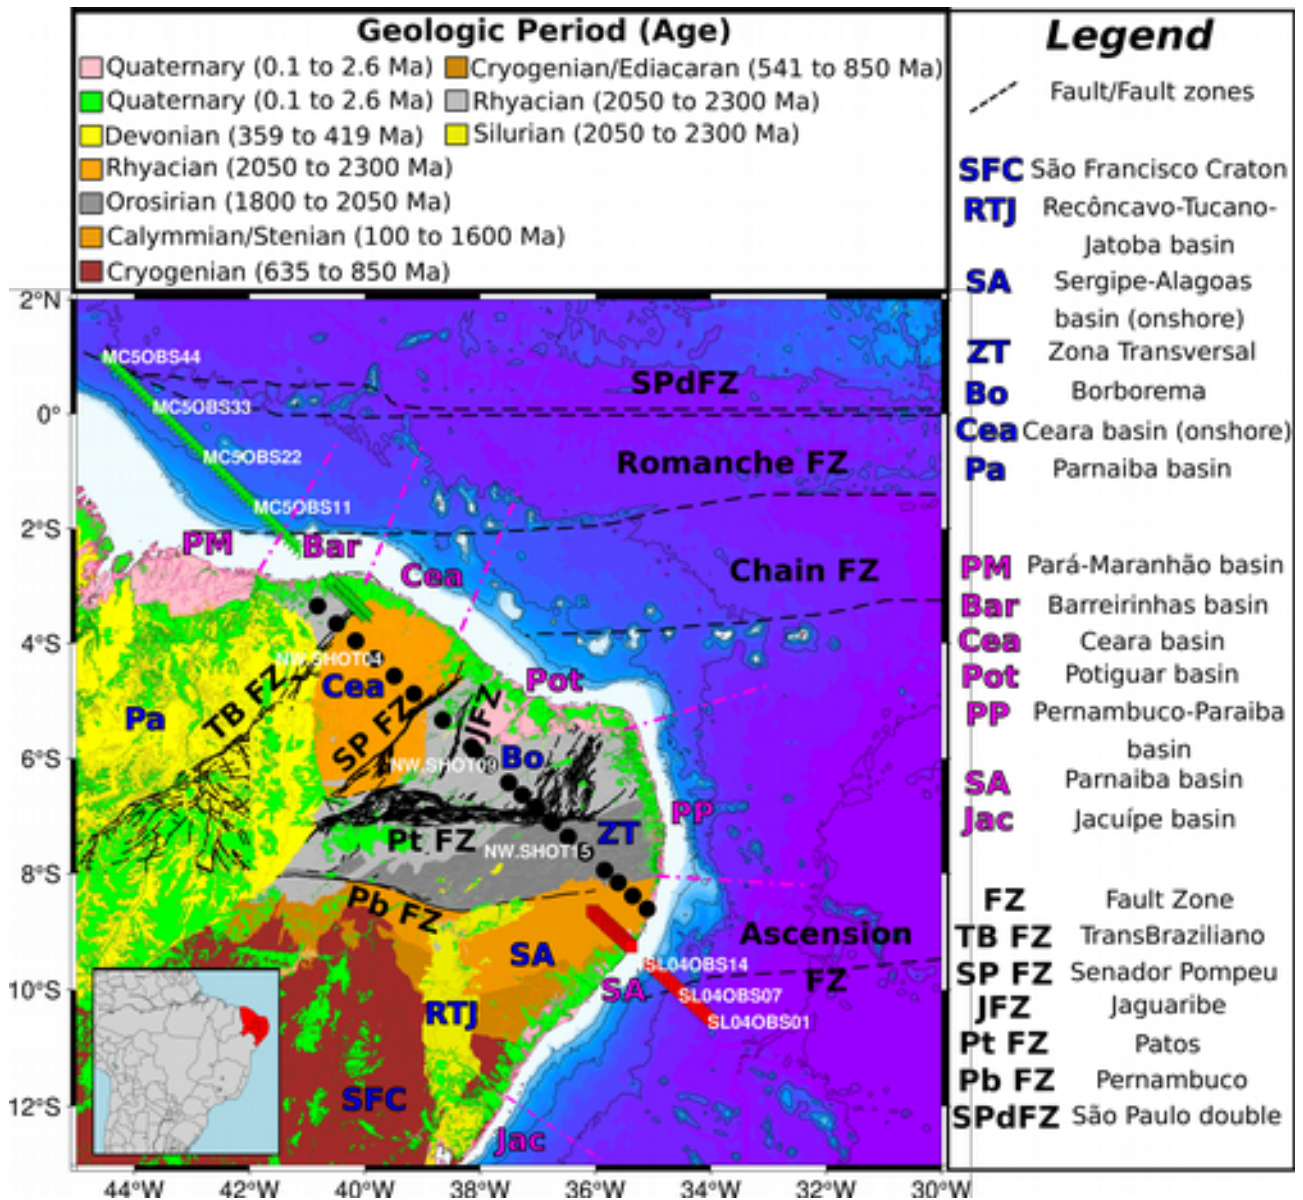 Geologic Period (Age)
Quaternary (0.1 to 2.6 Ma)
Cryogenian/Ediacaran (541 to 850 Ma)
Quaternary (0.1 to 2.6 Ma)
Rhyacian (2050 to 2300 Ma)
Devonian (359 to 419 Ma)
Silurian (2050 to 2300 Ma)
Rhyacian (2050 to 2300 Ma)
Orosirian (1800 to 2050 Ma)
Calymmian/Stenian (100 to 1600 Ma)
Cryogenian (635 to 850 Ma)
2°N
0°
2°S
4°S
6°S
8°S
10°S
12°S
44°W
42°W
40°W
38°W
36°W
34°W
32°W
30°W
MC5OBS44
MC5OBS33
MC5OBS22
MC5OBS11
SPdFZ
Romanche FZ
Chain FZ
PM
Bar
Cea
Pot
NW.SHOT04
Cea
TB FZ
Pa
SP FZ
JFZ
NW.SHOT09
Bo
PP
Pt FZ
ZT
NW.SHOT15
Pb FZ
SA
Ascension
FZ
SL04OBS14
SL04OBS07
SL04OBS01
SA
RTJ
SFC
Jac
Legend
Fault/Fault zones
SFC São Francisco Craton
RTJ Recôncavo-Tucano-
Jatoba basin
SA Sergipe-Alagoas
basin (onshore)
ZT Zona Transversal
Bo Borborema
Cea Ceara basin (onshore)
Pa Parnaiba basin
PM Pará-Maranhão basin
Bar Barreirinhas basin
Cea Ceara basin
Pot Potiguar basin
PP Pernambuco-Paraiba
basin
SA Parnaiba basin
Jac Jacuípe basin
FZ Fault Zone
TB FZ TransBraziliano
SP FZ Senador Pompeu
JFZ Jaguaribe
Pt FZ Patos
Pb FZ Pernambuco
SPdFZ São Paulo double